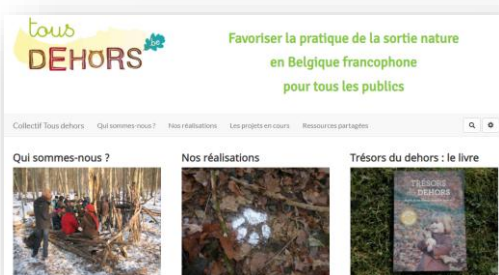 tous
DEHORS .be
Favoriser la pratique de la sortie nature
en Belgique francophone
pour tous les publics
Collectif Tous dehors Qui sommes-nous ? Nos réalisations Les projets en cours Ressources partagées
Qui sommes-nous ? Nos réalisations Trésors du dehors : le livre
TRÉSORS
DEHORS